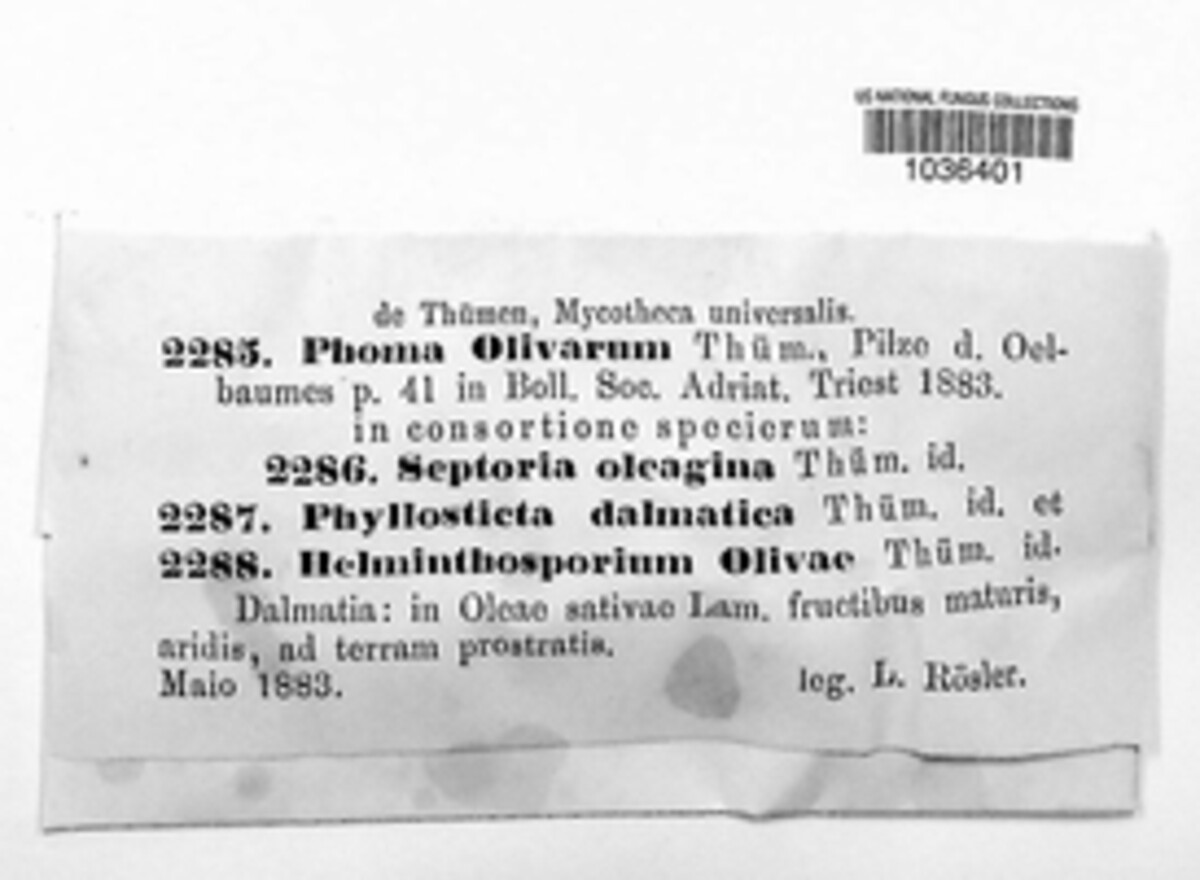 US NATIONAL FUNGUS COLLECTIONS
1036401
de Thümen, Mycotheca universalis.
2285. Phoma Olivarum Thüm., Pilze d. Oel-
baumes p. 41 in Boll. Soc. Adriat. Triest 1883.
in consortione specierum:
2286. Septoria oleagina Thüm. id.
2287. Phyllosticta dalmatica Thüm. id. et
2288. Helminthosporium Olivae Thüm. id.
Dalmatia: in Oleae sativae Lam. fructibus maturis,
aridis, ad terram prostratis.
Maio 1883. leg. L. Rösler.